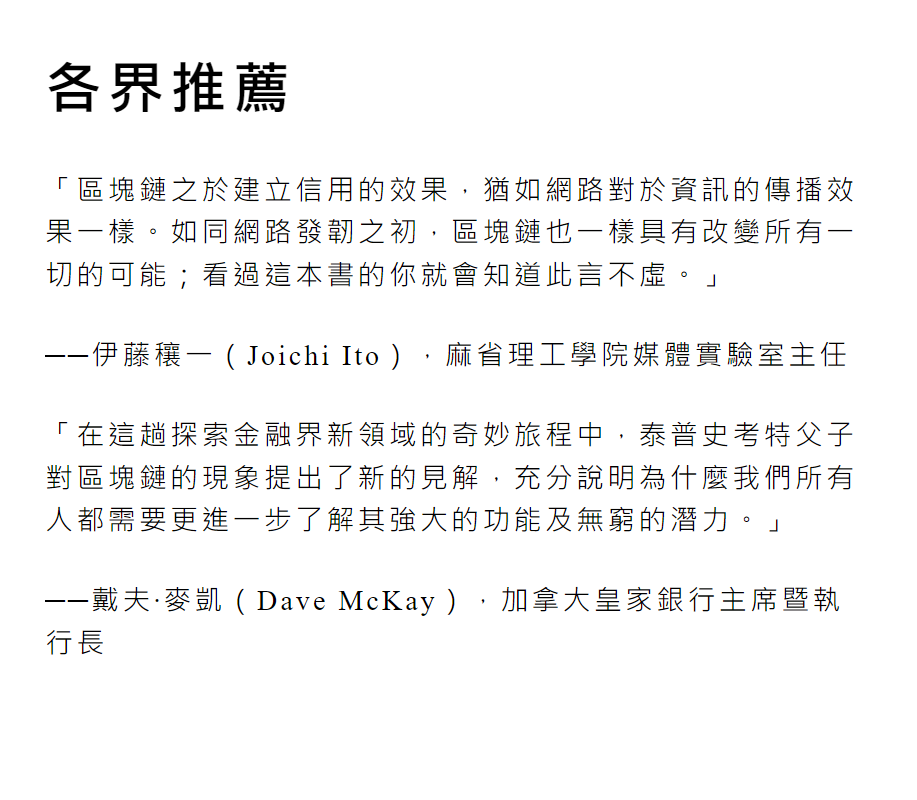 各界推薦
「區塊鏈之於建立信用的效果，猶如網路對於資訊的傳播效
果一樣。如同網路發韌之初，區塊鏈也一樣具有改變所有一
切的可能；看過這本書的你就會知道此言不虛。」
──伊藤穰一（Joichi Ito），麻省理工學院媒體實驗室主任
「在這趟探索金融界新領域的奇妙旅程中，泰普史考特父子
對區塊鏈的現象提出了新的見解，充分說明為什麼我們所有
人都需要更進一步了解其強大的功能及無窮的潛力。」
──戴夫·麥凱（Dave McKay），加拿大皇家銀行主席暨執
行長